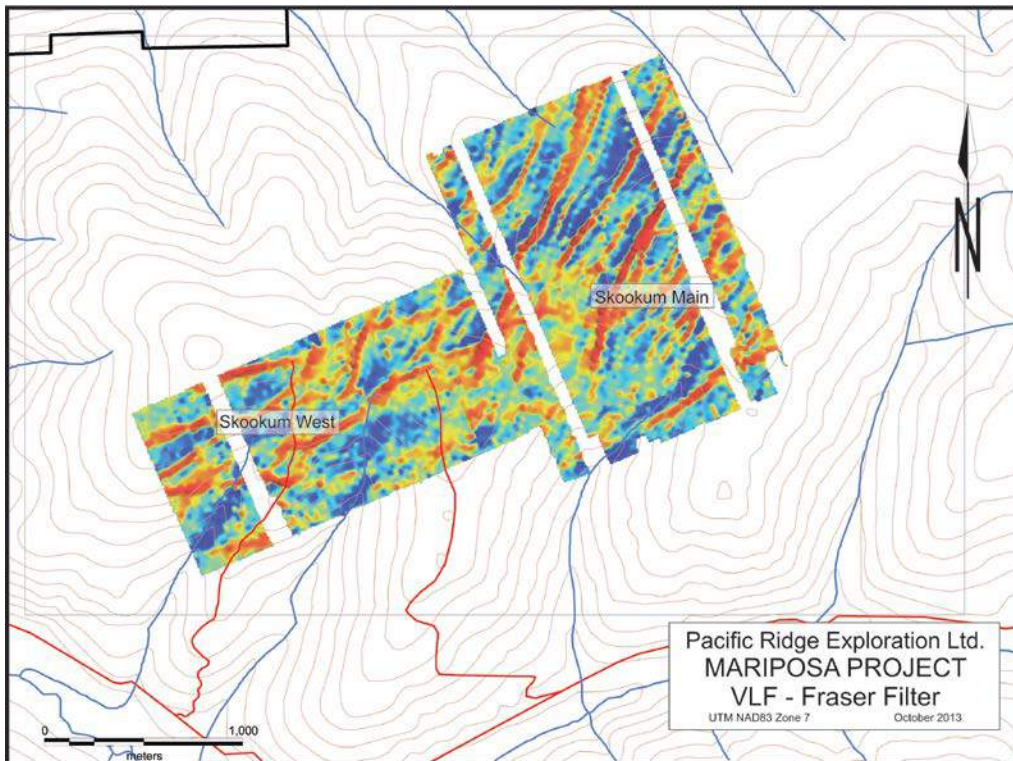 N
Skookum Main
Skookum West
Pacific Ridge Exploration Ltd.
MARIPOSA PROJECT
VLF - Fraser Filter
UTM NAD83 Zone 7 October 2013
0 1,000
meters